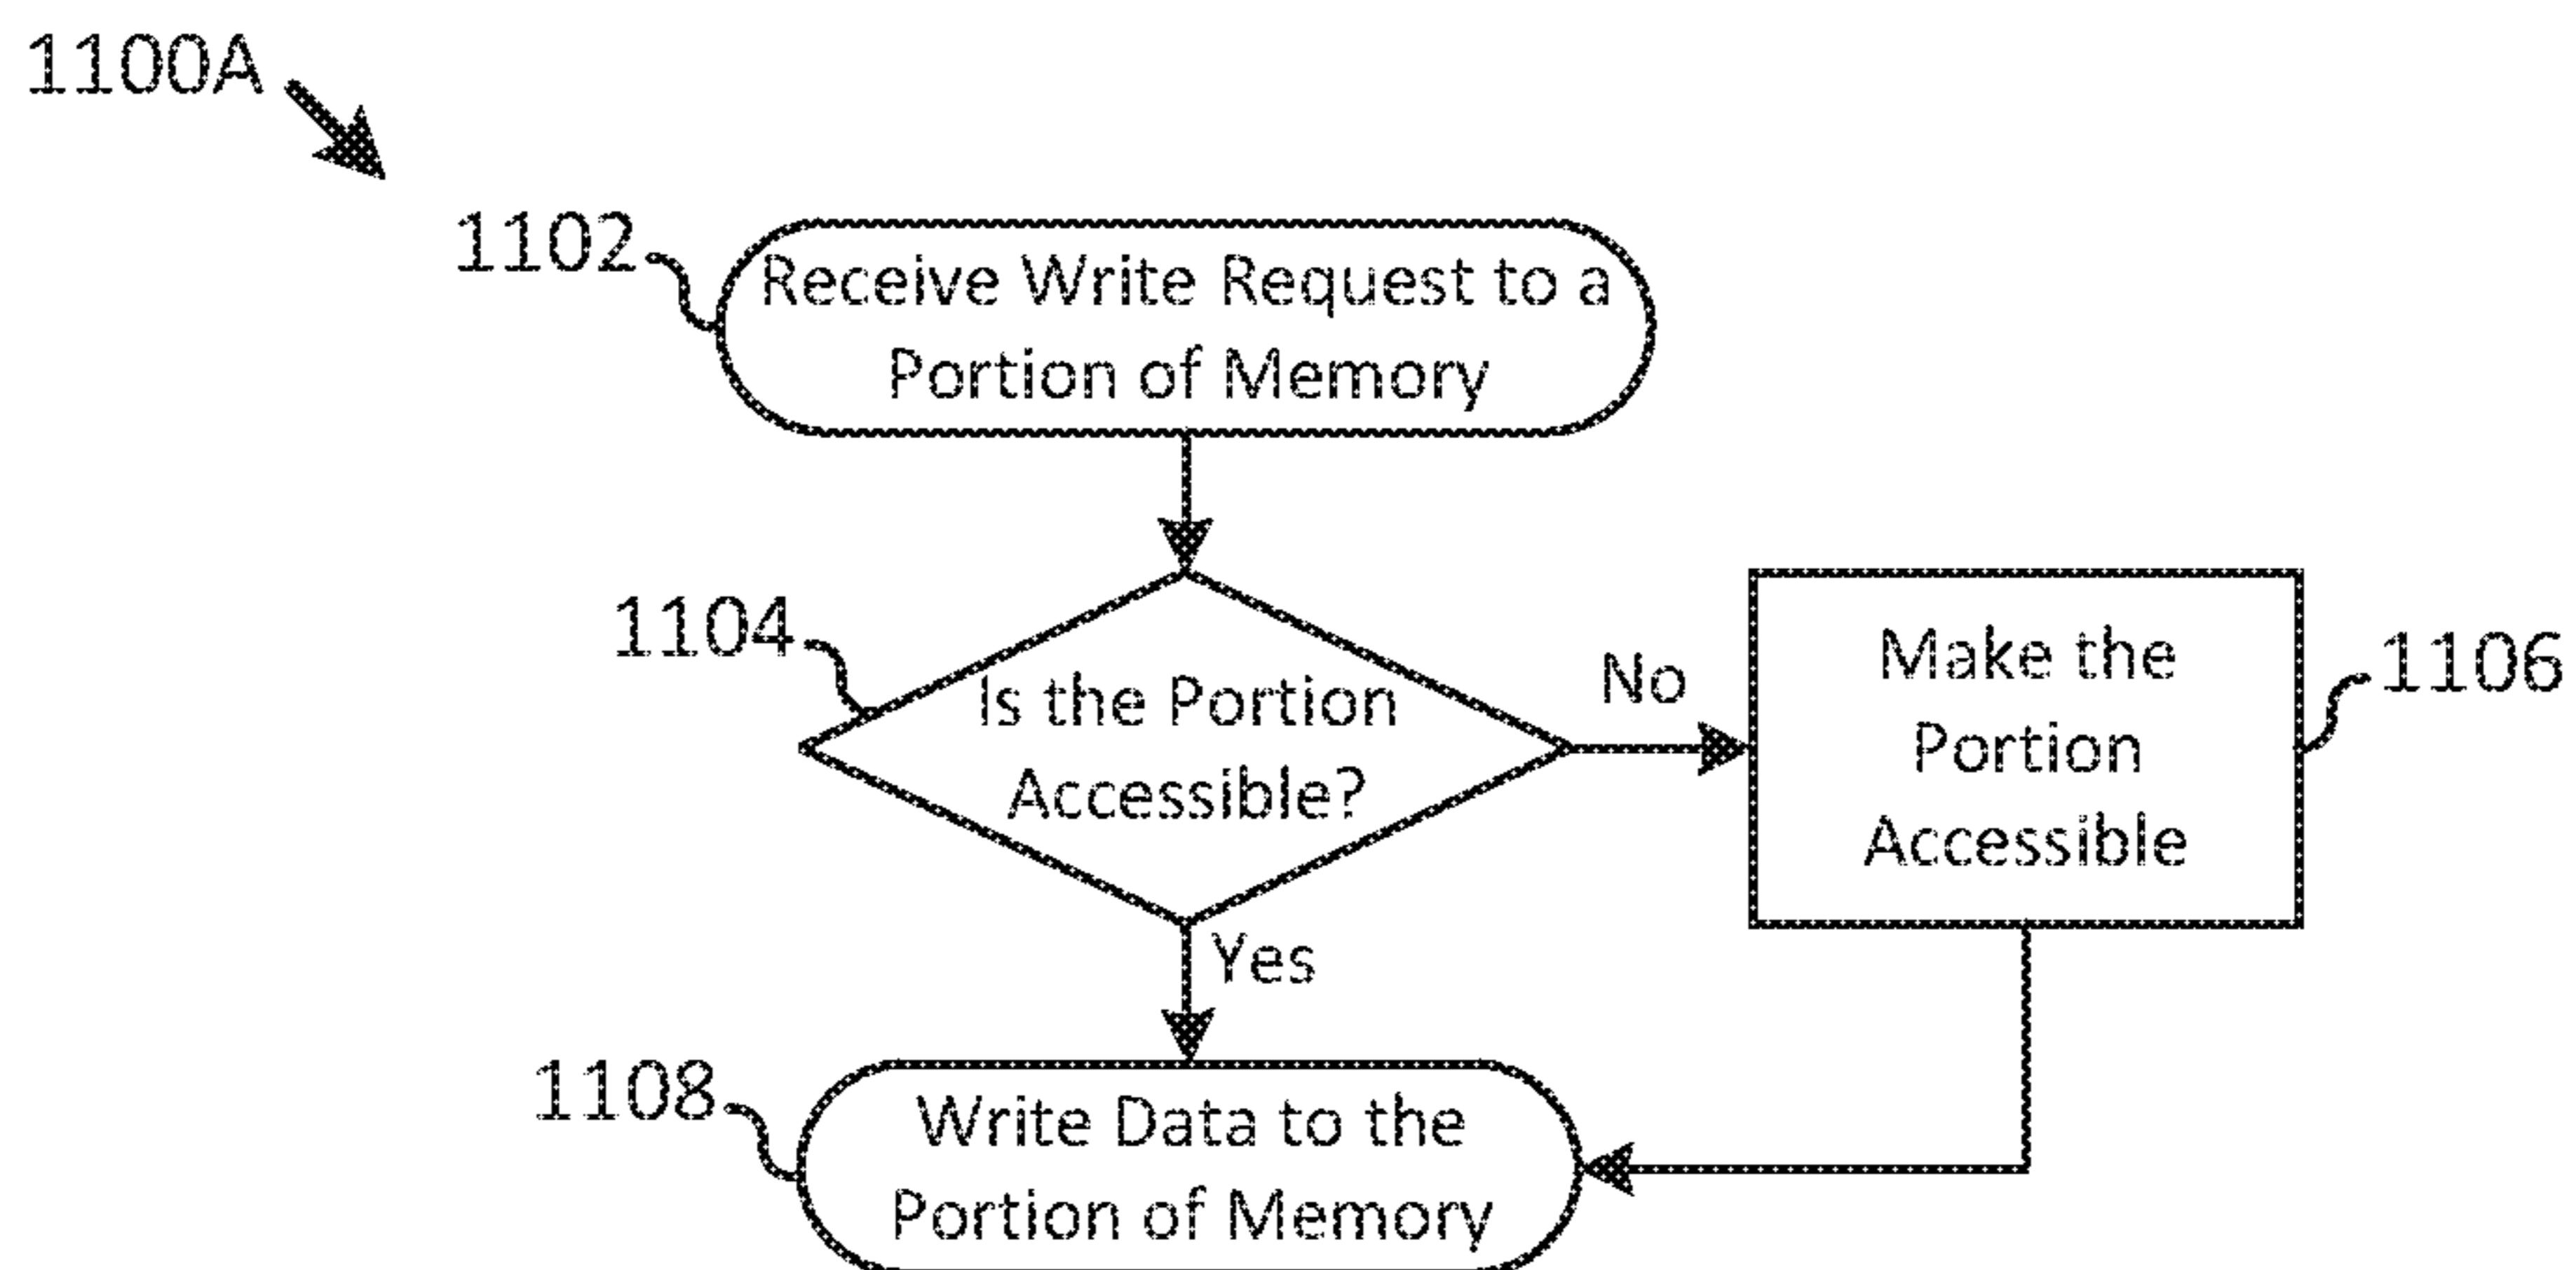 1100A
1102
Receive Write Request to a
Portion of Memory
1104
Is the Portion
Accessible?
No
Make the
Portion
Accessible
1106
Yes
1108
Write Data to the
Portion of Memory